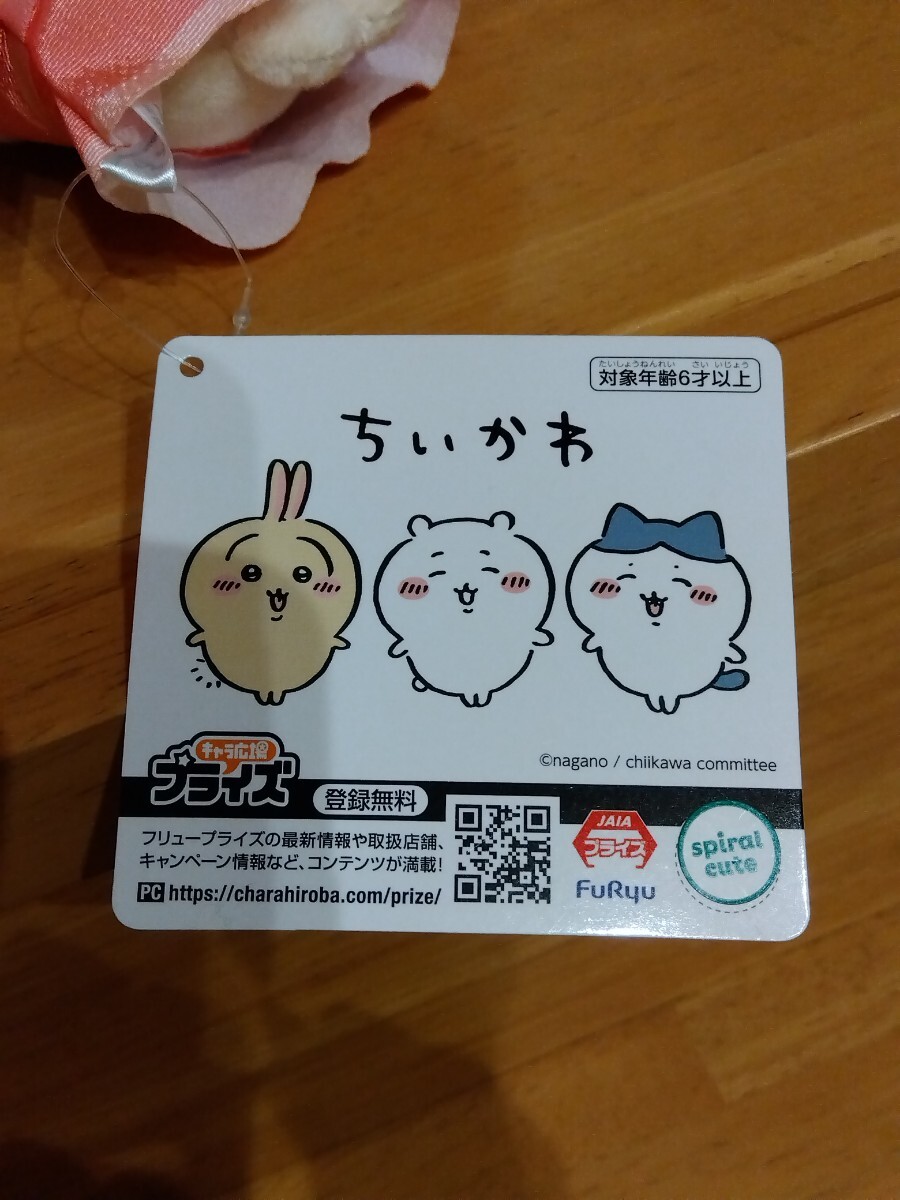 たいしょうねんれい さい いじょう
対象年齢6才以上
ちいかわ
©nagano / chiikawa committee
キャラ広場
プライズ
登録無料
フリュープライズの最新情報や取扱店舗、
キャンペーン情報など、コンテンツが満載！
PC https://charahiroba.com/prize/
JAIA
プライズ
FuRyu
spiral
cute